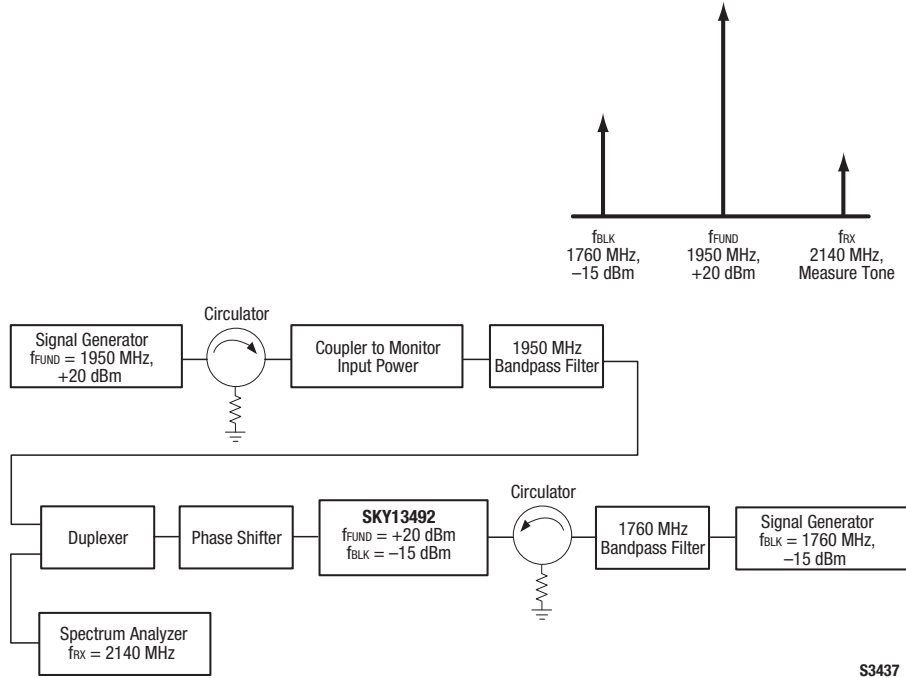 fBLK
1760 MHz,
–15 dBm
fFUND
1950 MHz,
+20 dBm
fRX
2140 MHz,
Measure Tone
Signal Generator
fFUND = 1950 MHz,
+20 dBm
Circulator
Coupler to Monitor
Input Power
1950 MHz
Bandpass Filter
Duplexer
Phase Shifter
SKY13492
fFUND = +20 dBm
fBLK = –15 dBm
Circulator
1760 MHz
Bandpass Filter
Signal Generator
fBLK = 1760 MHz,
–15 dBm
Spectrum Analyzer
fRX = 2140 MHz
S3437